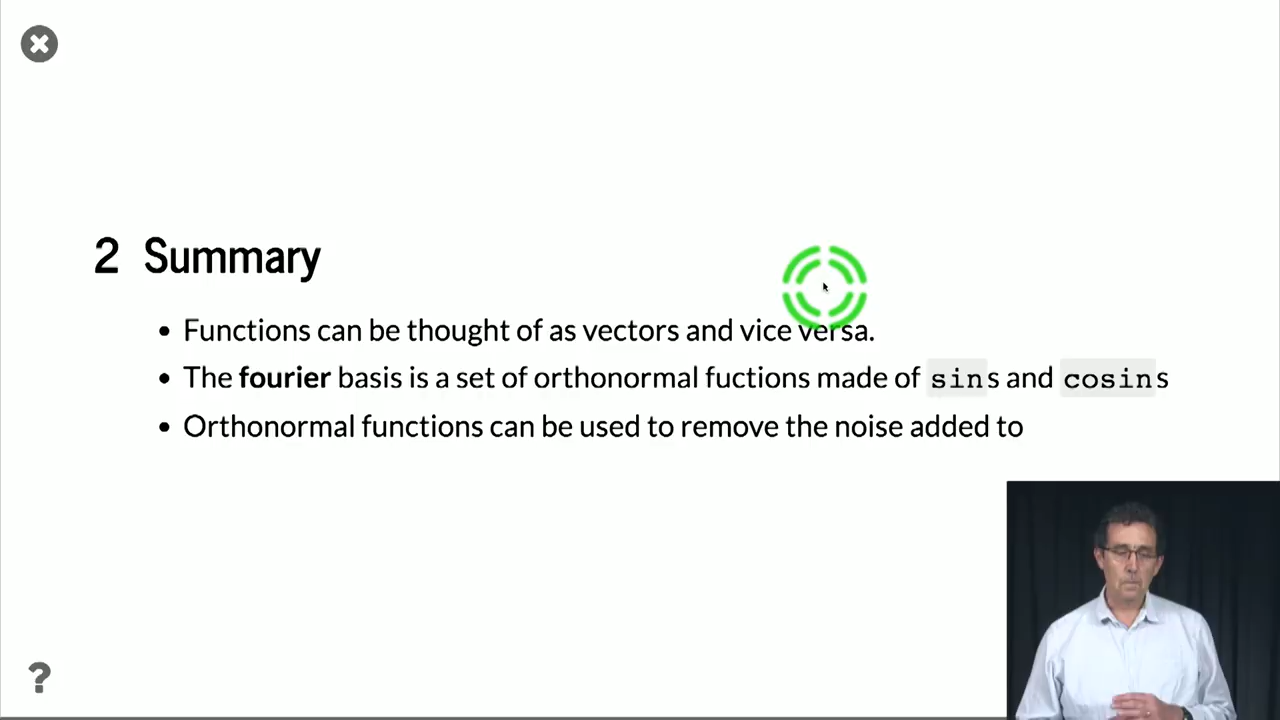 2 Summary
Functions can be thought of as vectors and vice versa.
The fourier basis is a set of orthonormal fuctions made of sins and cosins
Orthonormal functions can be used to remove the noise added to
?